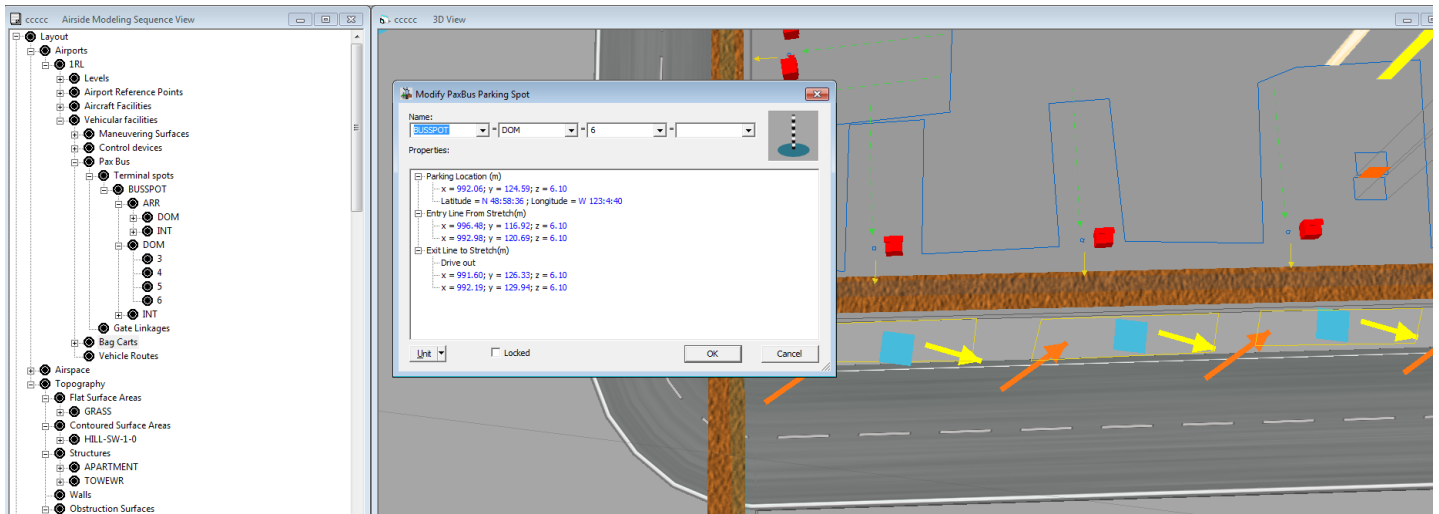 ccccc Airside Modeling Sequence View
Layout
Airports
1RL
Levels
Airport Reference Points
Aircraft Facilities
Vehicular facilities
Maneuvering Surfaces
Control devices
Pax Bus
Terminal spots
BUSSPOT
ARR
DOM
INT
DOM
3
4
5
6
INT
Gate Linkages
Bag Carts
Vehicle Routes
Airspace
Topography
Flat Surface Areas
GRASS
Contoured Surface Areas
HILL-SW-1-0
Structures
APARTMENT
TOWEWR
Walls
Obstruction Surfaces
ccccc 3D View
Modify PaxBus Parking Spot
Name:
BUSSPOT = DOM = 6 =
Properties:
Parking Location (m)
x = 992.06; y = 124.59; z = 6.10
Latitude = N 48:58:36 ; Longitude = W 123:4:40
Entry Line From Stretch(m)
x = 996.48; y = 116.92; z = 6.10
x = 992.98; y = 120.69; z = 6.10
Exit Line to Stretch(m)
Drive out
x = 991.60; y = 126.33; z = 6.10
x = 992.19; y = 129.94; z = 6.10
Unit Locked OK Cancel